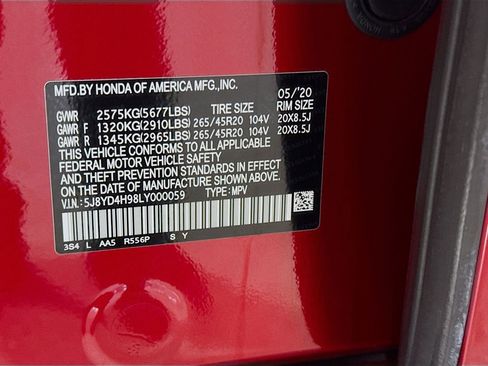 MFD.BY HONDA OF AMERICA MFG.,INC.
05/'20
GVWR 2575KG(5677LBS) TIRE SIZE RIM SIZE
GAWR F 1320KG(2910LBS) 265/45R20 104V 20X8.5J
GAWR R 1345KG(2965LBS) 265/45R20 104V 20X8.5J
THIS VEHICLE CONFORMS TO ALL APPLICABLE
FEDERAL MOTOR VEHICLE SAFETY
AND THEFT PREVENTION STANDARDS IN EFFECT
ON THE DATE OF MANUFACTURE SHOWN ABOVE.
V.I.N.:5J8YD4H98LY000059 TYPE:MPV
3S4 L AA5 R556P S Y